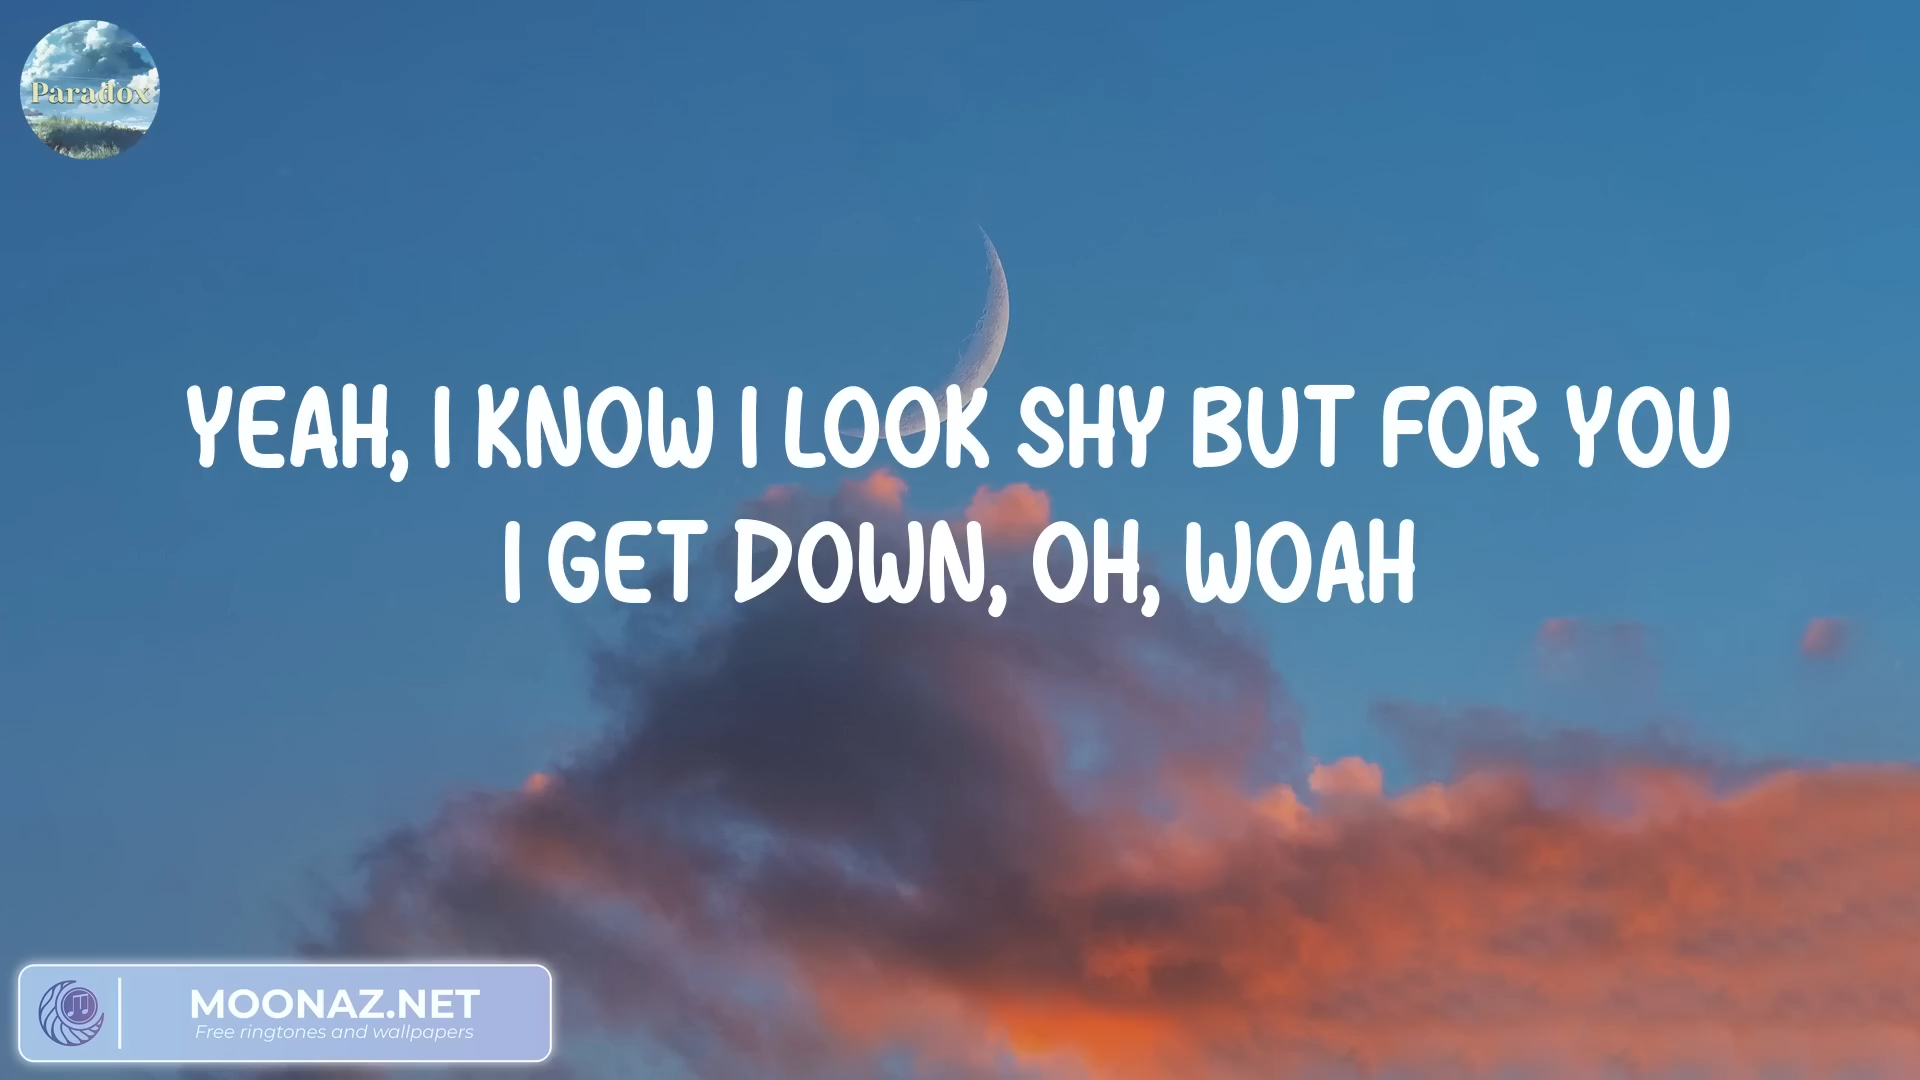 Paradox
YEAH, I KNOW I LOOK SHY BUT FOR YOU
I GET DOWN, OH, WOAH
MOONAZ.NET
Free ringtones and wallpapers